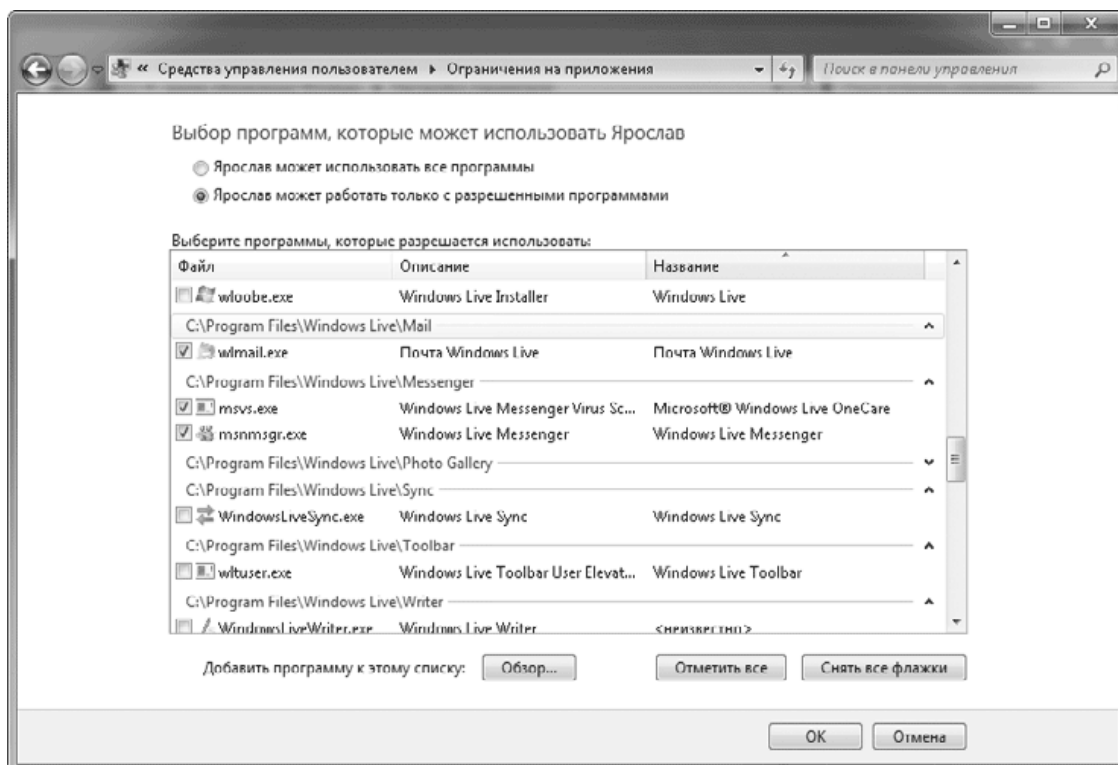 « Средства управления пользователем ▸ Ограничения на приложения Поиск в панели управления
Выбор программ, которые может использовать Ярослав
Ярослав может использовать все программы
Ярослав может работать только с разрешенными программами
Выберите программы, которые разрешается использовать:
Файл Описание Название
wloobe.exe Windows Live Installer Windows Live
C:\Program Files\Windows Live\Mail
wlmail.exe Почта Windows Live Почта Windows Live
C:\Program Files\Windows Live\Messenger
msvs.exe Windows Live Messenger Virus Sc... Microsoft® Windows Live OneCare
msnmsgr.exe Windows Live Messenger Windows Live Messenger
C:\Program Files\Windows Live\Photo Gallery
C:\Program Files\Windows Live\Sync
WindowsLiveSync.exe Windows Live Sync Windows Live Sync
C:\Program Files\Windows Live\Toolbar
wltuser.exe Windows Live Toolbar User Elevat... Windows Live Toolbar
C:\Program Files\Windows Live\Writer
WindowsLiveWriter.exe Windows Live Writer <неизвестно>
Добавить программу к этому списку: Обзор... Отметить все Снять все флажки
OK Отмена